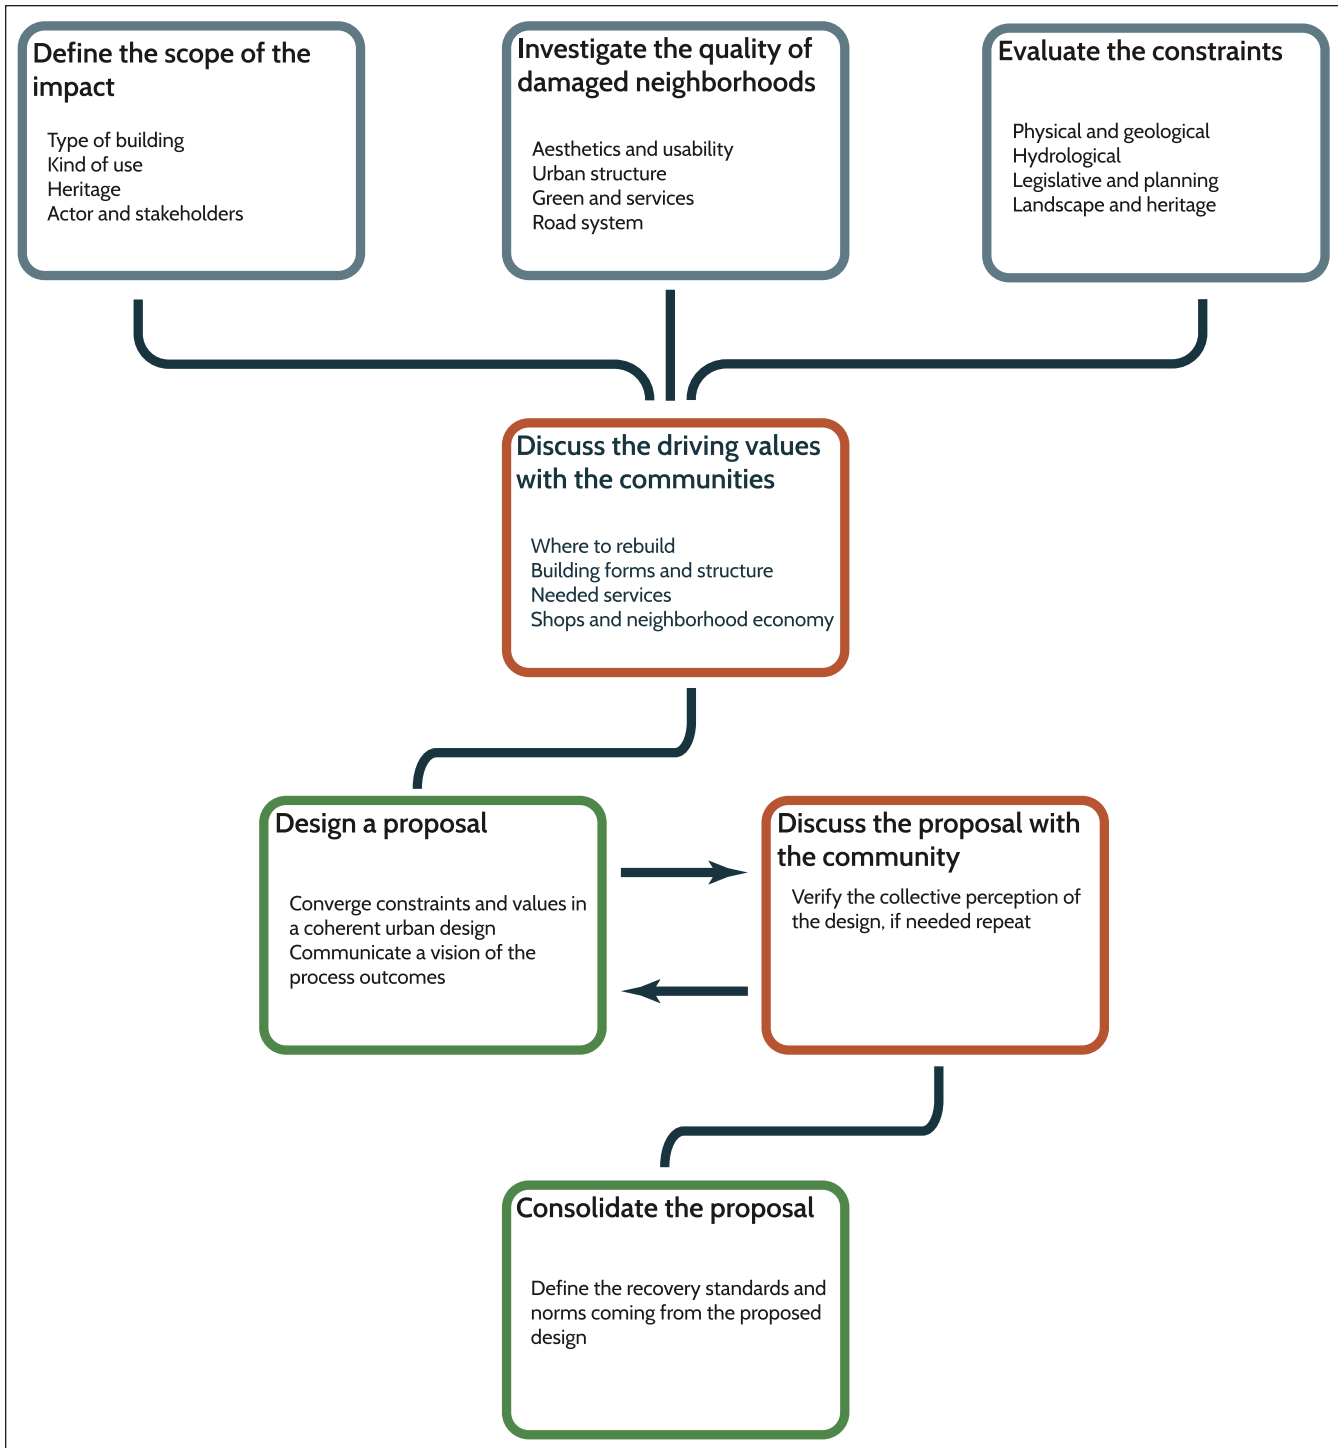 Define the scope of the
impact
Type of building
Kind of use
Heritage
Actor and stakeholders
Investigate the quality of
damaged neighborhoods
Aesthetics and usability
Urban structure
Green and services
Road system
Evaluate the constraints
Physical and geological
Hydrological
Legislative and planning
Landscape and heritage
Discuss the driving values
with the communities
Where to rebuild
Building forms and structure
Needed services
Shops and neighborhood economy
Design a proposal
Converge constraints and values in
a coherent urban design
Communicate a vision of the
process outcomes
Discuss the proposal with
the community
Verify the collective perception of
the design, if needed repeat
Consolidate the proposal
Define the recovery standards and
norms coming from the proposed
design